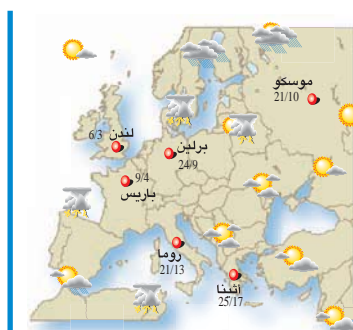 موسكو
21/10
لندن
6/3
برلين
24/9
9/4
باريس
روما
21/13
أثينا
25/17